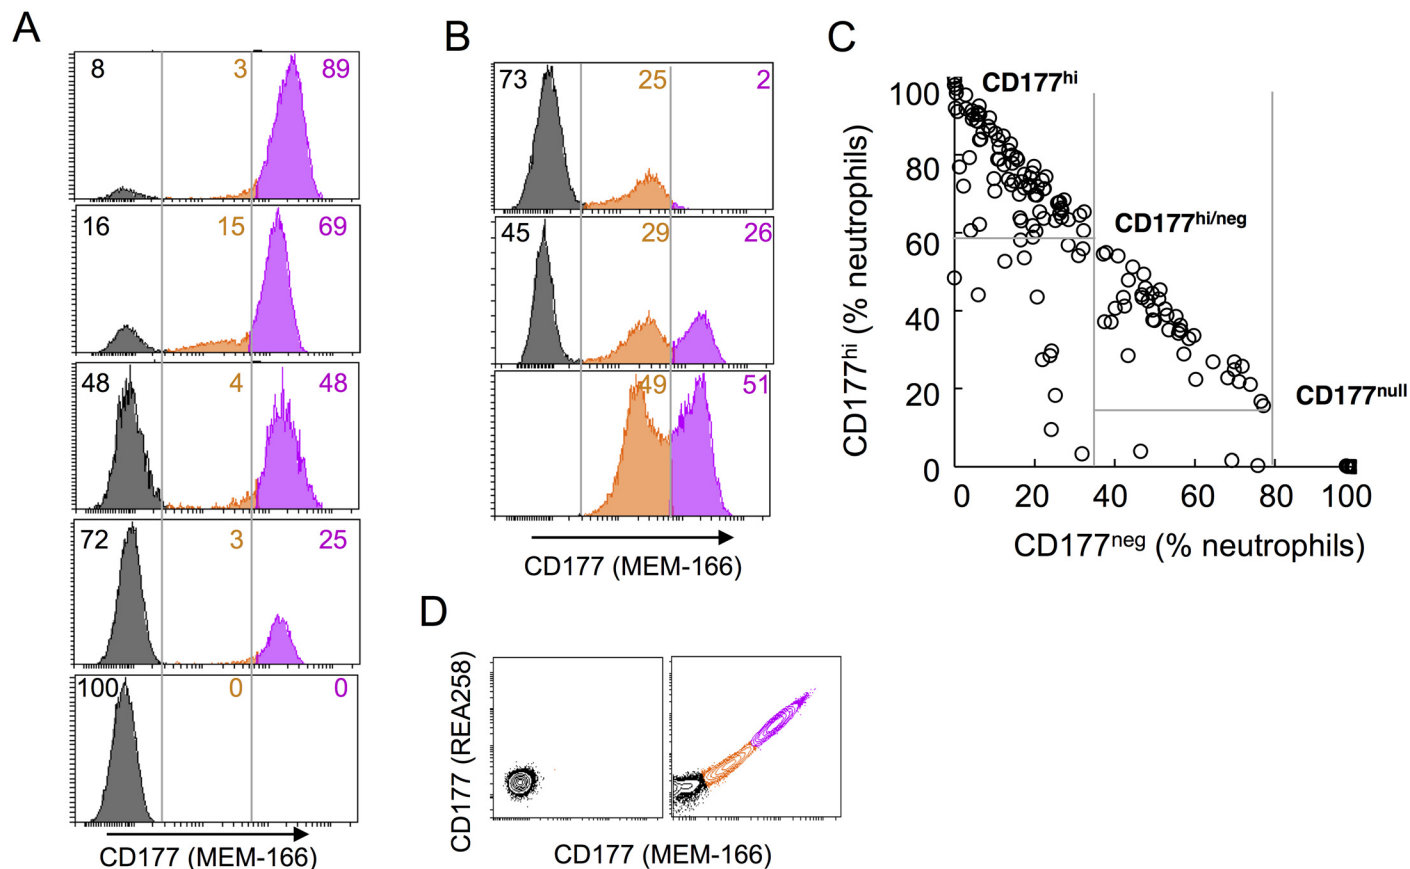 A
8 3 89
16 15 69
48 4 48
72 3 25
100 0 0
CD177 (MEM-166)
B
73 25 2
45 29 26
49 51
CD177 (MEM-166)
C
CD177hi (% neutrophils)
100
80
60
40
20
0
CD177hi
CD177hi/neg
CD177null
0 20 40 60 80 100
CD177neg (% neutrophils)
D
CD177 (REA258)
CD177 (MEM-166)